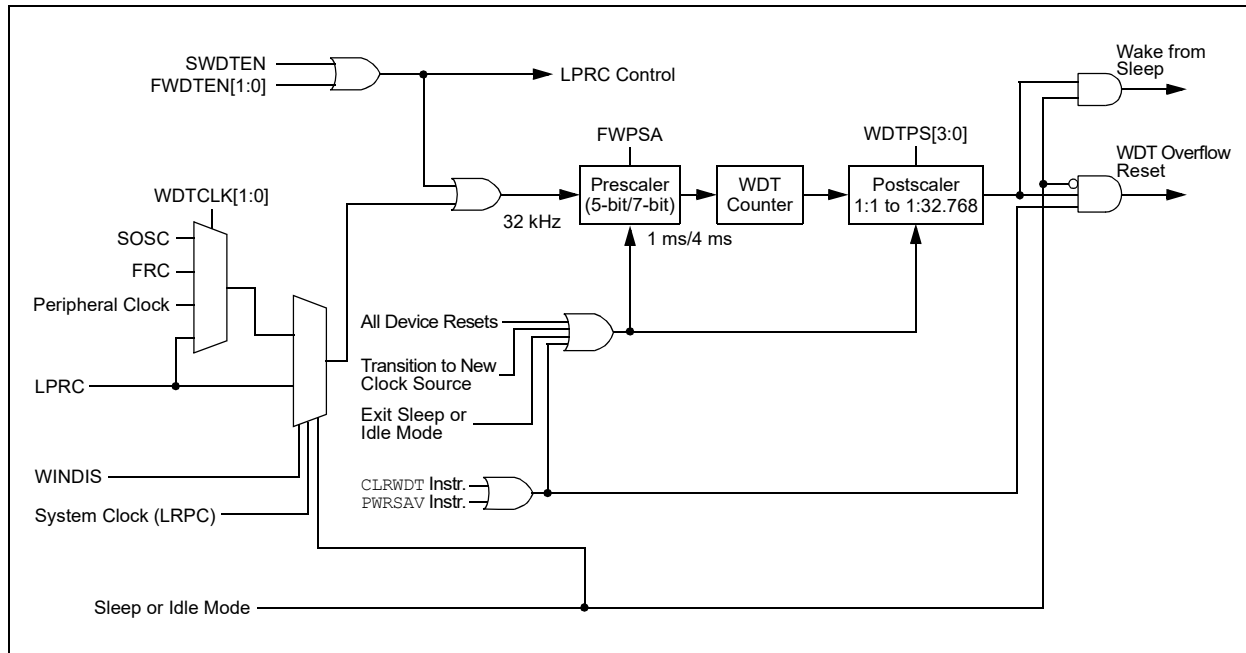 SWDTEN
FWDTEN[1:0]
LPRC Control
Wake from
Sleep
FWPSA
WDTPS[3:0]
WDT Overflow
Reset
Prescaler
(5-bit/7-bit)
WDT
Counter
Postscaler
1:1 to 1:32.768
WDTCLK[1:0]
32 kHz
1 ms/4 ms
SOSC
FRC
Peripheral Clock
LPRC
All Device Resets
Transition to New
Clock Source
Exit Sleep or
Idle Mode
WINDIS
CLRWDT Instr.
PWRSAV Instr.
System Clock (LRPC)
Sleep or Idle Mode